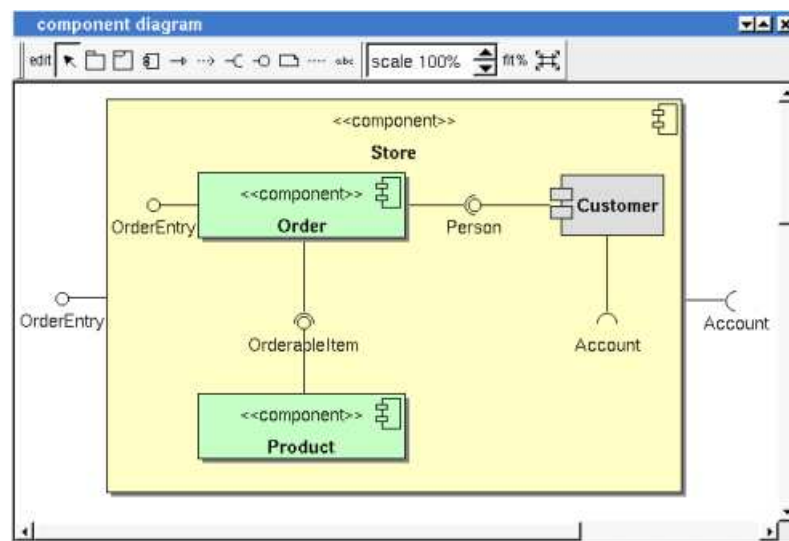 component diagram
edit
abc
scale 100%
fit%
<<component>>
Store
<<component>>
Order
Customer
OrderEntry
Person
OrderEntry
OrderableItem
Account
Account
<<component>>
Product